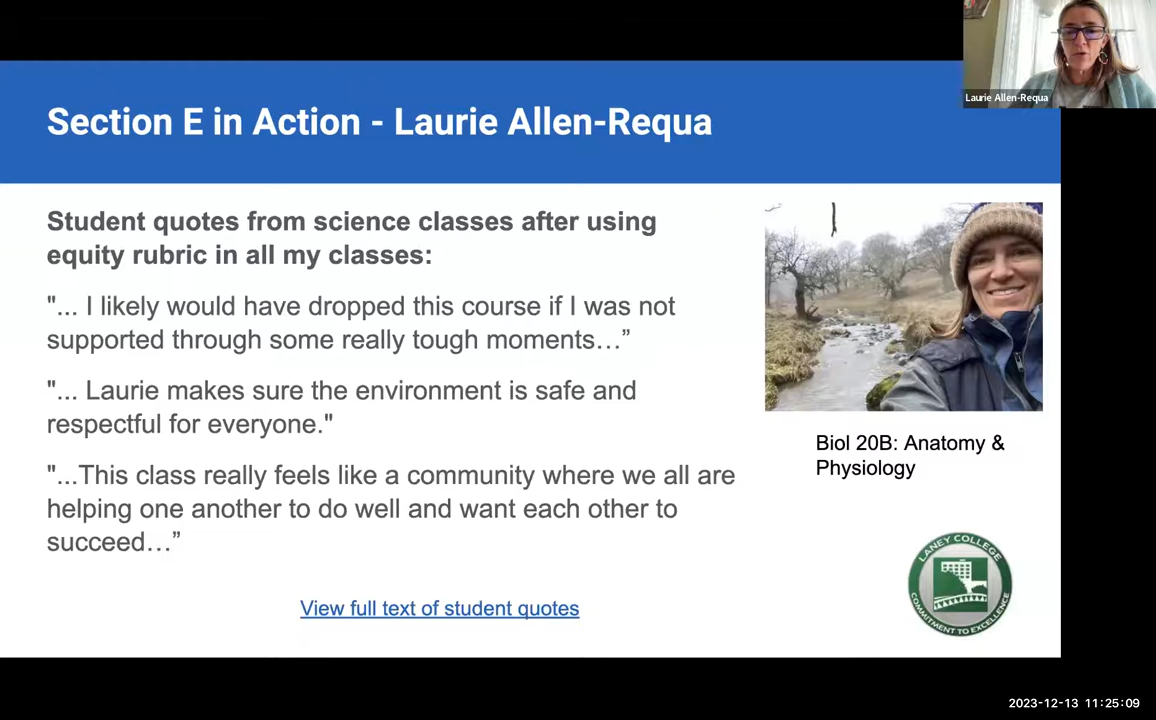 Laurie Allen-Requa
Section E in Action - Laurie Allen-Requa
Student quotes from science classes after using
equity rubric in all my classes:
"... I likely would have dropped this course if I was not
supported through some really tough moments…”
"... Laurie makes sure the environment is safe and
respectful for everyone."
"...This class really feels like a community where we all are
helping one another to do well and want each other to
succeed…”
View full text of student quotes
Biol 20B: Anatomy &
Physiology
LANEY COLLEGE
COMMITMENT TO EXCELLENCE
2023-12-13 11:25:09